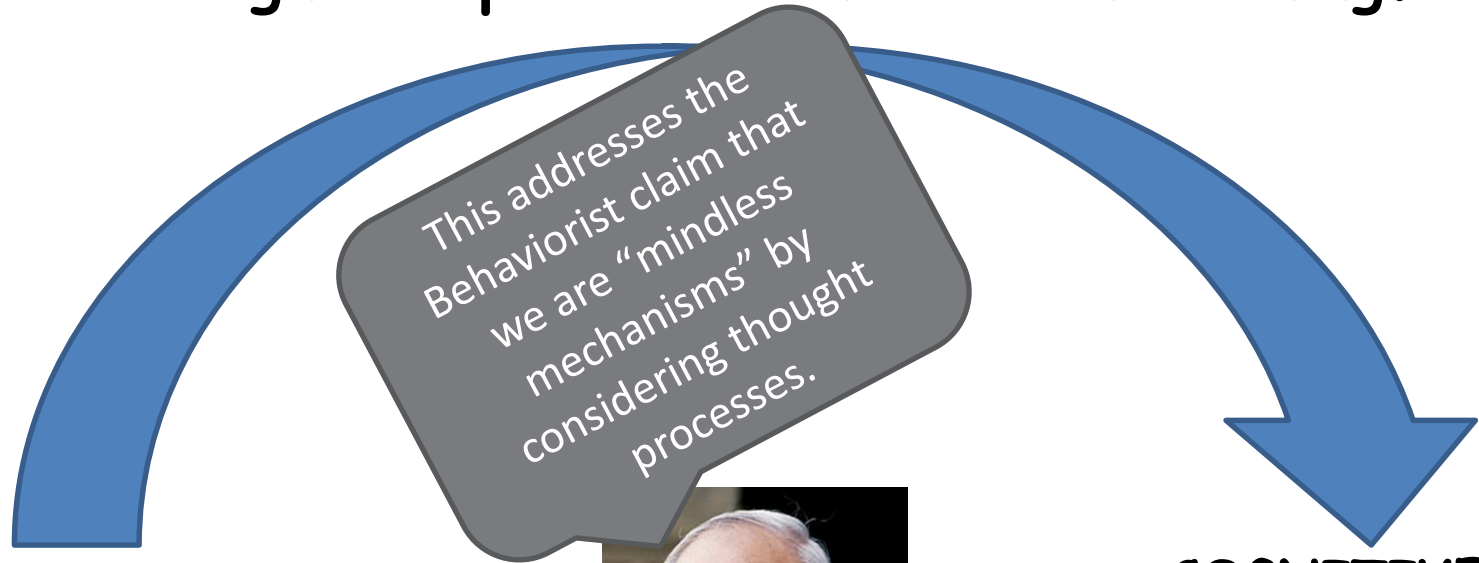 This addresses the
Behaviorist claim that
we are “mindless
mechanisms” by
considering thought
processes.